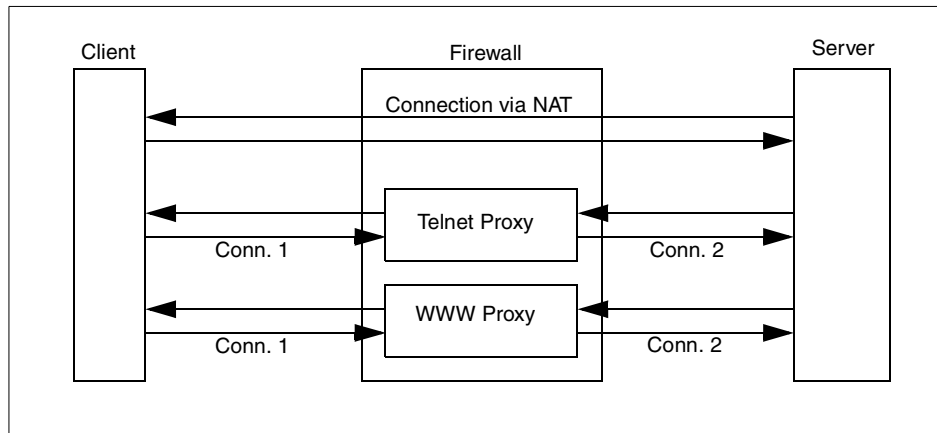 Client
Firewall
Server
Connection via NAT
Telnet Proxy
Conn. 1
Conn. 2
WWW Proxy
Conn. 1
Conn. 2